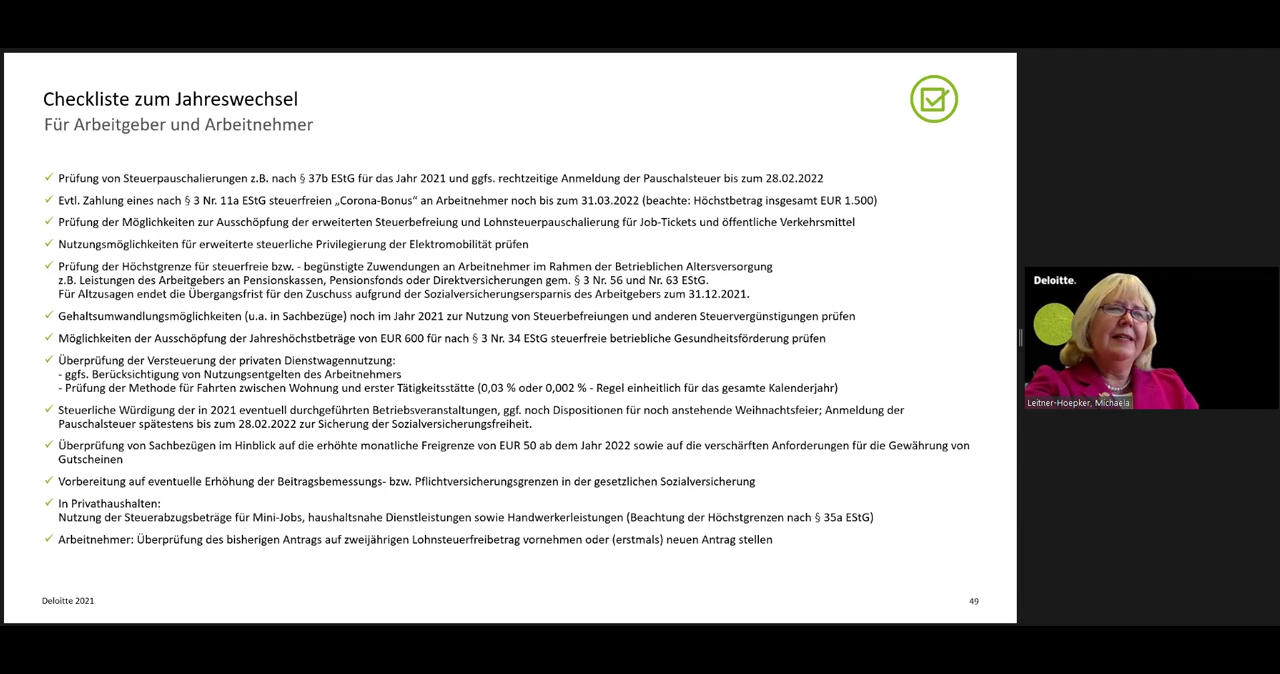 Checkliste zum Jahreswechsel
Für Arbeitgeber und Arbeitnehmer
Prüfung von Steuerpauschalierungen z.B. nach § 37b EStG für das Jahr 2021 und ggfs. rechtzeitige Anmeldung der Pauschalsteuer bis zum 28.02.2022
Evtl. Zahlung eines nach § 3 Nr. 11a EStG steuerfreien „Corona-Bonus“ an Arbeitnehmer noch bis zum 31.03.2022 (beachte: Höchstbetrag insgesamt EUR 1.500)
Prüfung der Möglichkeiten zur Ausschöpfung der erweiterten Steuerbefreiung und Lohnsteuerpauschalierung für Job-Tickets und öffentliche Verkehrsmittel
Nutzungsmöglichkeiten für erweiterte steuerliche Privilegierung der Elektromobilität prüfen
Prüfung der Höchstgrenze für steuerfreie bzw. - begünstigte Zuwendungen an Arbeitnehmer im Rahmen der Betrieblichen Altersversorgung
z.B. Leistungen des Arbeitgebers an Pensionskassen, Pensionsfonds oder Direktversicherungen gem. § 3 Nr. 56 und Nr. 63 EStG.
Für Altzusagen endet die Übergangsfrist für den Zuschuss aufgrund der Sozialversicherungsersparnis des Arbeitgebers zum 31.12.2021.
Gehaltsumwandlungsmöglichkeiten (u.a. in Sachbezüge) noch im Jahr 2021 zur Nutzung von Steuerbefreiungen und anderen Steuervergünstigungen prüfen
Möglichkeiten der Ausschöpfung der Jahreshöchstbeträge von EUR 600 für nach § 3 Nr. 34 EStG steuerfreie betriebliche Gesundheitsförderung prüfen
Überprüfung der Versteuerung der privaten Dienstwagennutzung:
- ggfs. Berücksichtigung von Nutzungsentgelten des Arbeitnehmers
- Prüfung der Methode für Fahrten zwischen Wohnung und erster Tätigkeitsstätte (0,03 % oder 0,002 % - Regel einheitlich für das gesamte Kalenderjahr)
Steuerliche Würdigung der in 2021 eventuell durchgeführten Betriebsveranstaltungen, ggf. noch Dispositionen für noch anstehende Weihnachtsfeier; Anmeldung der
Pauschalsteuer spätestens bis zum 28.02.2022 zur Sicherung der Sozialversicherungsfreiheit.
Überprüfung von Sachbezügen im Hinblick auf die erhöhte monatliche Freigrenze von EUR 50 ab dem Jahr 2022 sowie auf die verschärften Anforderungen für die Gewährung von
Gutscheinen
Vorbereitung auf eventuelle Erhöhung der Beitragsbemessungs- bzw. Pflichtversicherungsgrenzen in der gesetzlichen Sozialversicherung
In Privathaushalten:
Nutzung der Steuerabzugsbeträge für Mini-Jobs, haushaltsnahe Dienstleistungen sowie Handwerkerleistungen (Beachtung der Höchstgrenzen nach § 35a EStG)
Arbeitnehmer: Überprüfung des bisherigen Antrags auf zweijährigen Lohnsteuerfreibetrag vornehmen oder (erstmals) neuen Antrag stellen
Deloitte 2021
49
Deloitte.
Leitner-Hoepker, Michaela